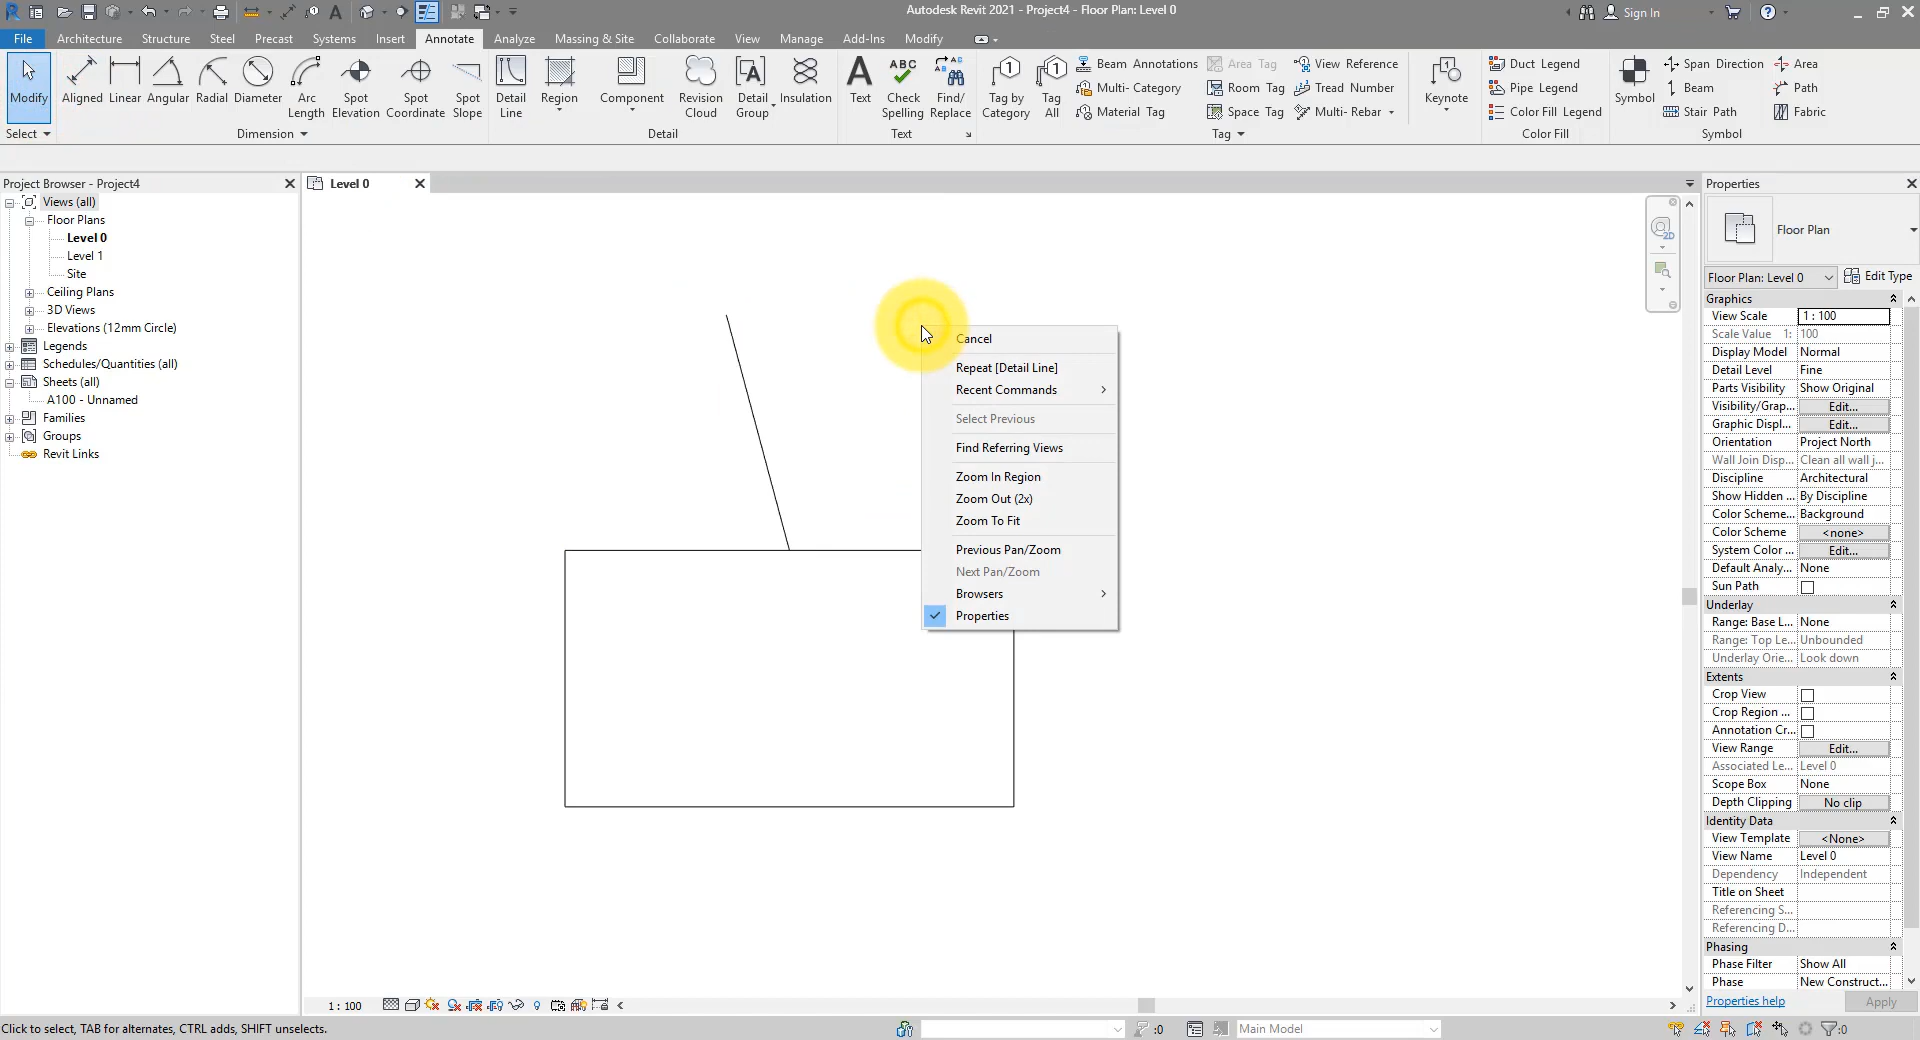 Autodesk Revit 2021 - Project4 - Floor Plan: Level 0
Sign In
File Architecture Structure Steel Precast Systems Insert Annotate Analyze Massing & Site Collaborate View Manage Add-Ins Modify
Modify
Aligned Linear Angular Radial Diameter Arc Length Spot Elevation Spot Coordinate Spot Slope
Detail Line Region Component Revision Cloud Detail Group Insulation
A Text ABC Check Spelling Find/ Replace
Tag by Category Tag All
Beam Annotations
Multi- Category
Material Tag
Area Tag
Room Tag
Space Tag
View Reference
Tread Number
Multi- Rebar
Keynote
Duct Legend
Pipe Legend
Color Fill Legend
Symbol
Span Direction
Beam
Stair Path
Area
Path
Fabric
Select Dimension Detail Text Tag Color Fill Symbol
Project Browser - Project4
Views (all)
Floor Plans
Level 0
Level 1
Site
Ceiling Plans
3D Views
Elevations (12mm Circle)
Legends
Schedules/Quantities (all)
Sheets (all)
A100 - Unnamed
Families
Groups
Revit Links
Level 0
2D
Cancel
Repeat [Detail Line]
Recent Commands
Select Previous
Find Referring Views
Zoom In Region
Zoom Out (2x)
Zoom To Fit
Previous Pan/Zoom
Next Pan/Zoom
Browsers
Properties
Properties
Floor Plan
Floor Plan: Level 0 Edit Type
Graphics
View Scale 1 : 100
Scale Value 1: 100
Display Model Normal
Detail Level Fine
Parts Visibility Show Original
Visibility/Grap... Edit...
Graphic Displ... Edit...
Orientation Project North
Wall Join Disp... Clean all wall j...
Discipline Architectural
Show Hidden ... By Discipline
Color Scheme... Background
Color Scheme <none>
System Color ... Edit...
Default Analy... None
Sun Path
Underlay
Range: Base L... None
Range: Top Le... Unbounded
Underlay Orie... Look down
Extents
Crop View
Crop Region ...
Annotation Cr...
View Range Edit...
Associated Le... Level 0
Scope Box None
Depth Clipping No clip
Identity Data
View Template <None>
View Name Level 0
Dependency Independent
Title on Sheet
Referencing S...
Referencing D...
Phasing
Phase Filter Show All
Phase New Construct...
Properties help Apply
1 : 100
Click to select, TAB for alternates, CTRL adds, SHIFT unselects.
:0
Main Model
:0